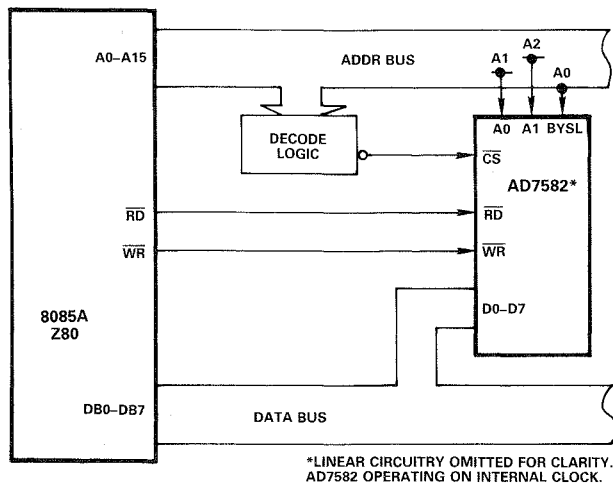 A0–A15
ADDR BUS
A1
A2
A0
A0 A1 BYSL
DECODE
LOGIC
CS
AD7582*
RD
RD
WR
WR
8085A
Z80
D0–D7
DB0–DB7
DATA BUS
*LINEAR CIRCUITRY OMITTED FOR CLARITY.
AD7582 OPERATING ON INTERNAL CLOCK.